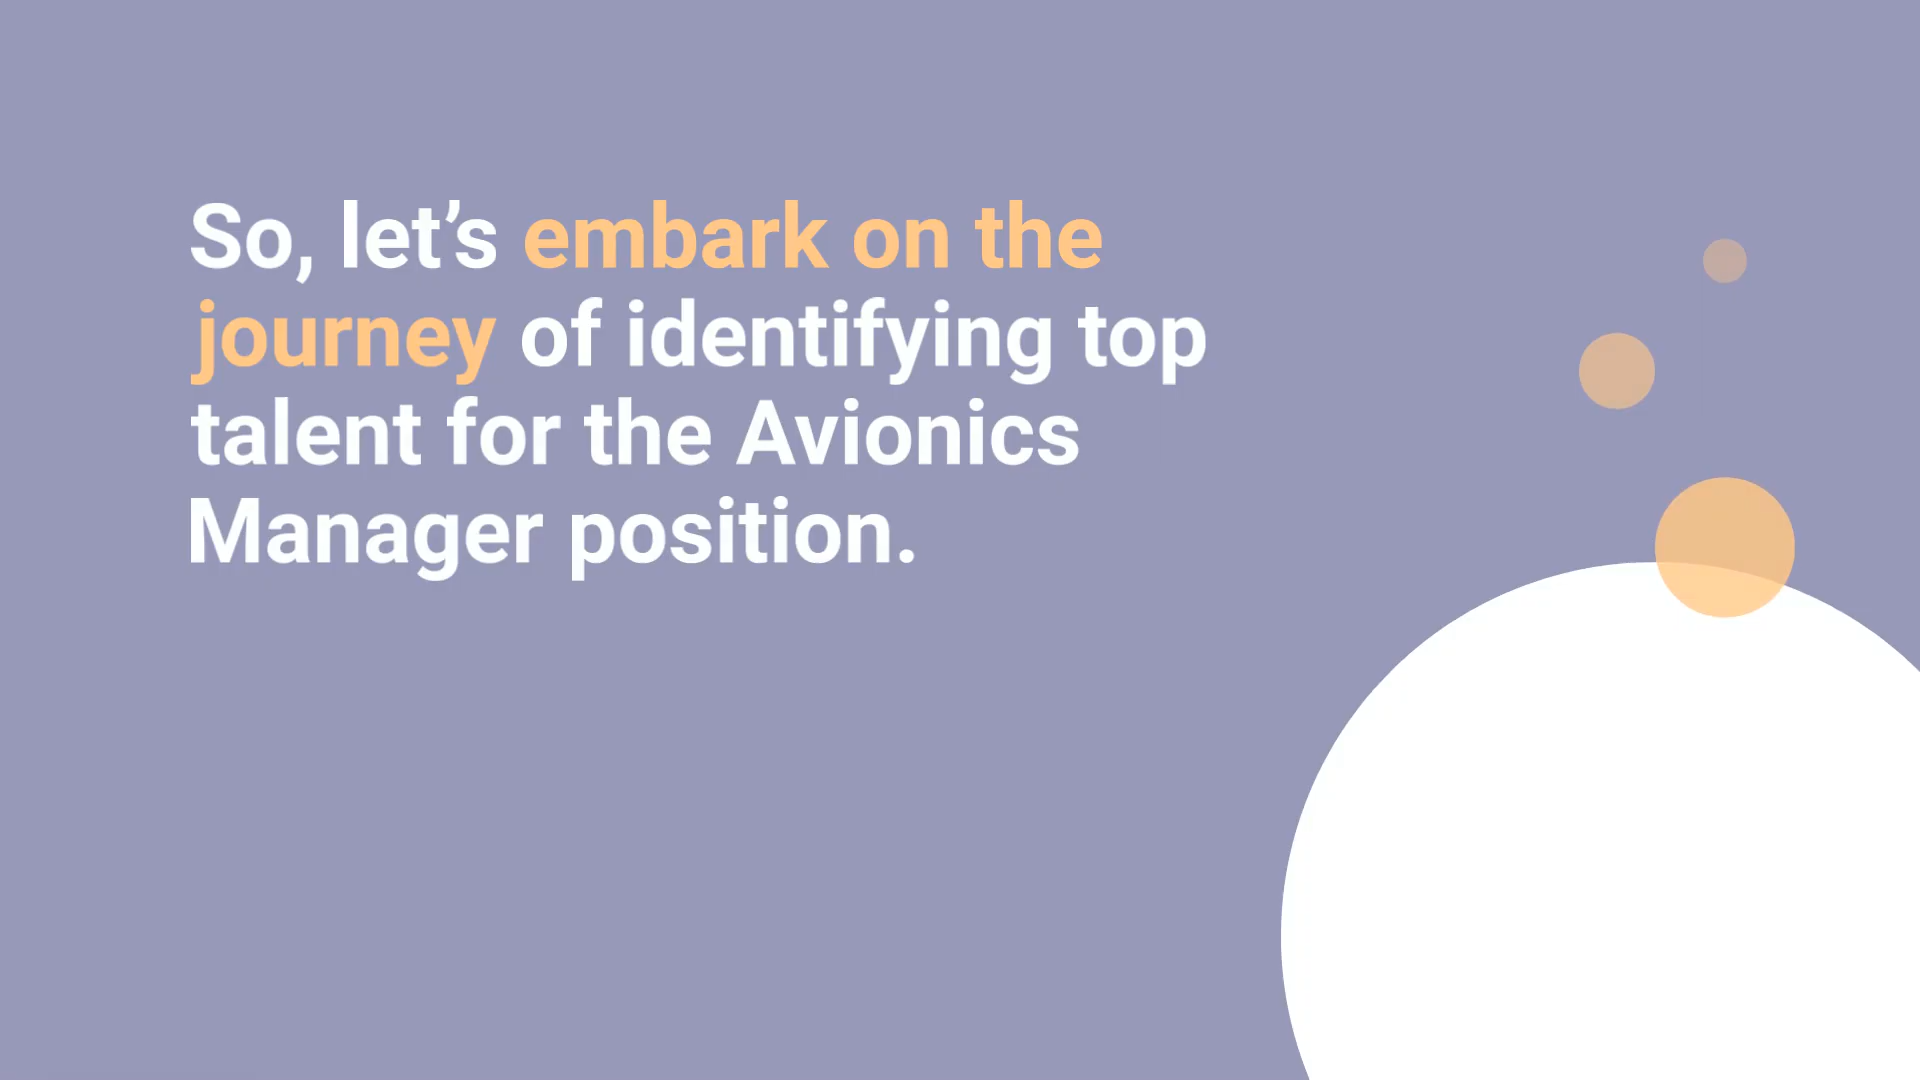 So, let’s embark on the
journey of identifying top
talent for the Avionics
Manager position.